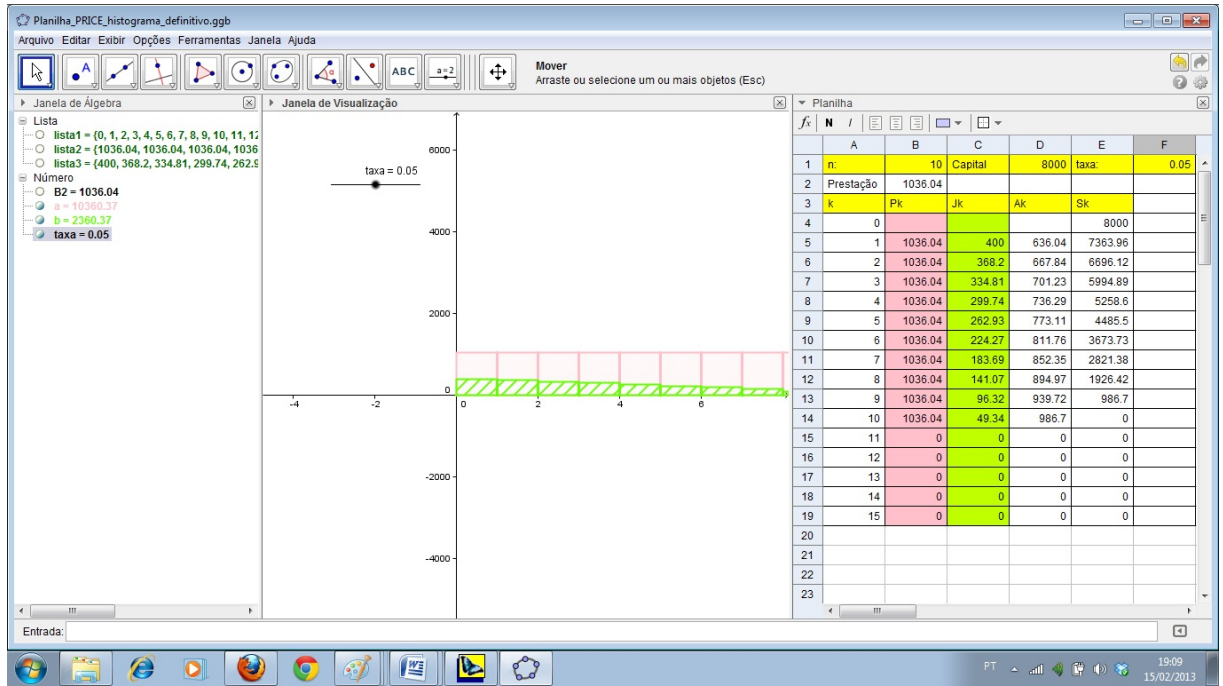 Planilha_PRICE_histograma_definitivo.ggb
Arquivo Editar Exibir Opções Ferramentas Janela Ajuda
A
ABC
a=2
Mover
Arraste ou selecione um ou mais objetos (Esc)
Janela de Álgebra
Lista
lista1 = {0, 1, 2, 3, 4, 5, 6, 7, 8, 9, 10, 11, 12
lista2 = {1036.04, 1036.04, 1036.04, 1036
lista3 = {400, 368.2, 334.81, 299.74, 262.9
Número
B2 = 1036.04
a = 10360.37
b = 2360.37
taxa = 0.05
Janela de Visualização
taxa = 0.05
6000
4000
2000
0
-4 -2 0 2 4 6
-2000
-4000
Planilha
fx N I
A B C D E F
1 n: 10 Capital 8000 taxa: 0.05
2 Prestação 1036.04
3 k Pk Jk Ak Sk
4 0 8000
5 1 1036.04 400 636.04 7363.96
6 2 1036.04 368.2 667.84 6696.12
7 3 1036.04 334.81 701.23 5994.89
8 4 1036.04 299.74 736.29 5258.6
9 5 1036.04 262.93 773.11 4485.5
10 6 1036.04 224.27 811.76 3673.73
11 7 1036.04 183.69 852.35 2821.38
12 8 1036.04 141.07 894.97 1926.42
13 9 1036.04 96.32 939.72 986.7
14 10 1036.04 49.34 986.7 0
15 11 0 0 0 0
16 12 0 0 0 0
17 13 0 0 0 0
18 14 0 0 0 0
19 15 0 0 0 0
20
21
22
23
Entrada:
PT
19:09
15/02/2013